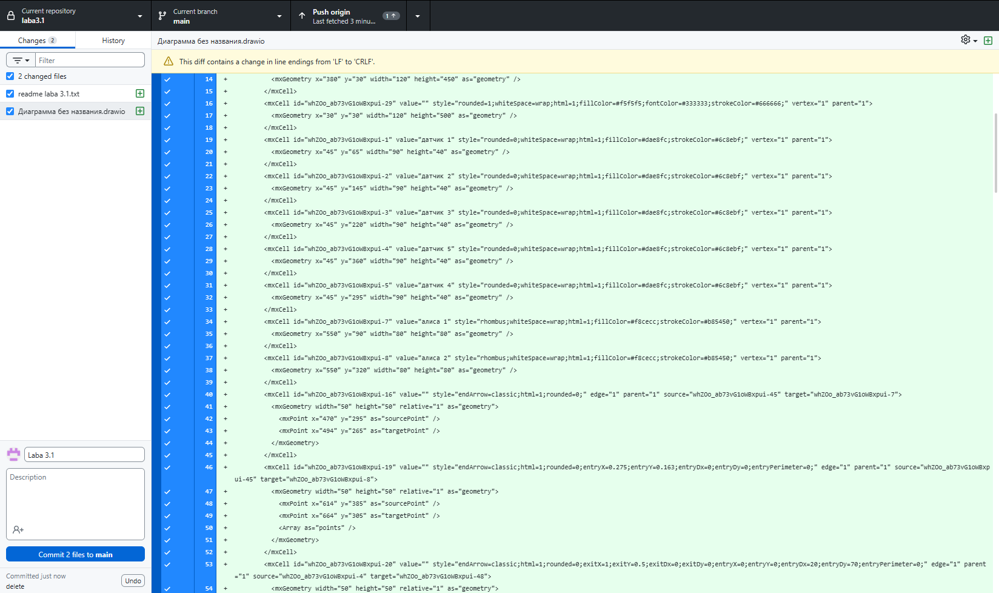 Current repository
laba3.1
Current branch
main
Push origin
Last fetched 3 minu...
1
Changes 2
History
Диаграмма без названия.drawio
Filter
This diff contains a change in line endings from 'LF' to 'CRLF'.
2 changed files
readme laba 3.1.txt
Диаграмма без названия.drawio
14 + <mxGeometry x="380" y="30" width="120" height="450" as="geometry" />
15 + </mxCell>
16 + <mxCell id="whZOo_ab73vG1oWBxpui-29" value="" style="rounded=1;whiteSpace=wrap;html=1;fillColor=#f5f5f5;fontColor=#333333;strokeColor=#666666;" vertex="1" parent="1">
17 + <mxGeometry x="30" y="30" width="120" height="500" as="geometry" />
18 + </mxCell>
19 + <mxCell id="whZOo_ab73vG1oWBxpui-1" value="датчик 1" style="rounded=0;whiteSpace=wrap;html=1;fillColor=#dae8fc;strokeColor=#6c8ebf;" vertex="1" parent="1">
20 + <mxGeometry x="45" y="65" width="90" height="40" as="geometry" />
21 + </mxCell>
22 + <mxCell id="whZOo_ab73vG1oWBxpui-2" value="датчик 2" style="rounded=0;whiteSpace=wrap;html=1;fillColor=#dae8fc;strokeColor=#6c8ebf;" vertex="1" parent="1">
23 + <mxGeometry x="45" y="145" width="90" height="40" as="geometry" />
24 + </mxCell>
25 + <mxCell id="whZOo_ab73vG1oWBxpui-3" value="датчик 3" style="rounded=0;whiteSpace=wrap;html=1;fillColor=#dae8fc;strokeColor=#6c8ebf;" vertex="1" parent="1">
26 + <mxGeometry x="45" y="220" width="90" height="40" as="geometry" />
27 + </mxCell>
28 + <mxCell id="whZOo_ab73vG1oWBxpui-4" value="датчик 5" style="rounded=0;whiteSpace=wrap;html=1;fillColor=#dae8fc;strokeColor=#6c8ebf;" vertex="1" parent="1">
29 + <mxGeometry x="45" y="360" width="90" height="40" as="geometry" />
30 + </mxCell>
31 + <mxCell id="whZOo_ab73vG1oWBxpui-5" value="датчик 4" style="rounded=0;whiteSpace=wrap;html=1;fillColor=#dae8fc;strokeColor=#6c8ebf;" vertex="1" parent="1">
32 + <mxGeometry x="45" y="295" width="90" height="40" as="geometry" />
33 + </mxCell>
34 + <mxCell id="whZOo_ab73vG1oWBxpui-7" value="алиса 1" style="rhombus;whiteSpace=wrap;html=1;fillColor=#f8cecc;strokeColor=#b85450;" vertex="1" parent="1">
35 + <mxGeometry x="550" y="90" width="80" height="80" as="geometry" />
36 + </mxCell>
37 + <mxCell id="whZOo_ab73vG1oWBxpui-8" value="алиса 2" style="rhombus;whiteSpace=wrap;html=1;fillColor=#f8cecc;strokeColor=#b85450;" vertex="1" parent="1">
38 + <mxGeometry x="550" y="320" width="80" height="80" as="geometry" />
39 + </mxCell>
40 + <mxCell id="whZOo_ab73vG1oWBxpui-16" value="" style="endArrow=classic;html=1;rounded=0;" edge="1" parent="1" source="whZOo_ab73vG1oWBxpui-45" target="whZOo_ab73vG1oWBxpui-7">
41 + <mxGeometry width="50" height="50" relative="1" as="geometry">
42 + <mxPoint x="470" y="295" as="sourcePoint" />
43 + <mxPoint x="494" y="265" as="targetPoint" />
44 + </mxGeometry>
45 + </mxCell>
46 + <mxCell id="whZOo_ab73vG1oWBxpui-19" value="" style="endArrow=classic;html=1;rounded=0;entryX=0.275;entryY=0.163;entryDx=0;entryDy=0;entryPerimeter=0;" edge="1" parent="1" source="whZOo_ab73vG1oWBxp
ui-45" target="whZOo_ab73vG1oWBxpui-8">
47 + <mxGeometry width="50" height="50" relative="1" as="geometry">
48 + <mxPoint x="614" y="385" as="sourcePoint" />
49 + <mxPoint x="664" y="305" as="targetPoint" />
50 + <Array as="points" />
51 + </mxGeometry>
52 + </mxCell>
53 + <mxCell id="whZOo_ab73vG1oWBxpui-20" value="" style="endArrow=classic;html=1;rounded=0;exitX=1;exitY=0.5;exitDx=0;exitDy=0;entryX=0;entryY=0;entryDx=20;entryDy=70;entryPerimeter=0;" edge="1" parent
="1" source="whZOo_ab73vG1oWBxpui-4" target="whZOo_ab73vG1oWBxpui-48">
54 + <mxGeometry width="50" height="50" relative="1" as="geometry">
Laba 3.1
Description
Commit 2 files to main
Committed just now
delete
Undo